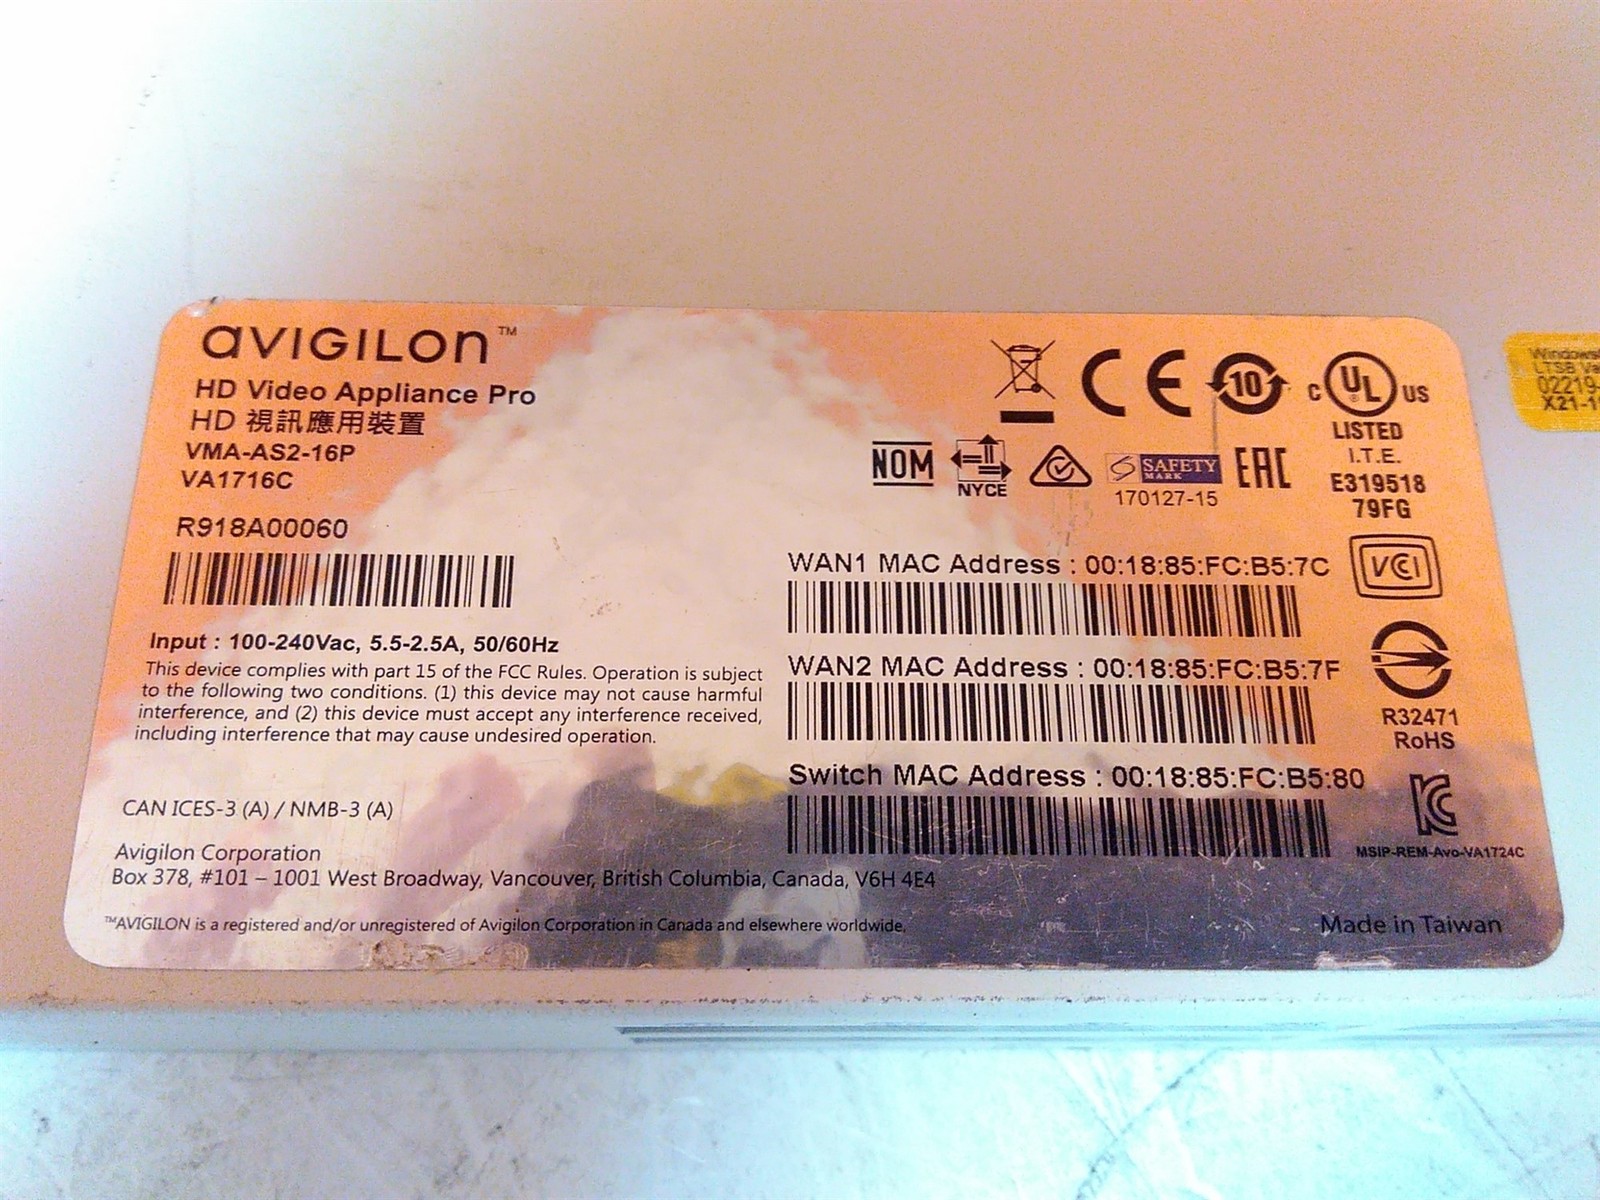 AVIGILON™
HD Video Appliance Pro
HD 視訊應用裝置
VMA-AS2-16P
VA1716C
R918A00060
Input : 100-240Vac, 5.5-2.5A, 50/60Hz
This device complies with part 15 of the FCC Rules. Operation is subject
to the following two conditions. (1) this device may not cause harmful
interference, and (2) this device must accept any interference received,
including interference that may cause undesired operation.
CAN ICES-3 (A) / NMB-3 (A)
Avigilon Corporation
Box 378, #101 – 1001 West Broadway, Vancouver, British Columbia, Canada, V6H 4E4
™AVIGILON is a registered and/or unregistered of Avigilon Corporation in Canada and elsewhere worldwide.
CE 10 C UL ® US
LISTED
I.T.E.
E319518
79FG
NOM NYCE SAFETY MARK EAC
170127-15
WAN1 MAC Address : 00:18:85:FC:B5:7C
VCI
WAN2 MAC Address : 00:18:85:FC:B5:7F
R32471
RoHS
Switch MAC Address : 00:18:85:FC:B5:80
MSIP-REM-Avo-VA1724C
Made in Taiwan
Windows
LTSB
02219-